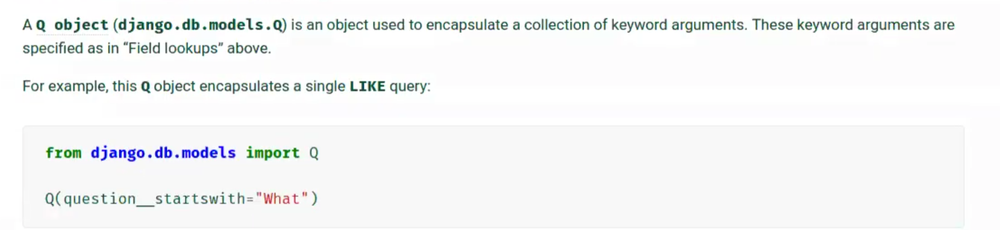 A Q object (django.db.models.Q) is an object used to encapsulate a collection of keyword arguments. These keyword arguments are
specified as in “Field lookups” above.
For example, this Q object encapsulates a single LIKE query:
from django.db.models import Q
Q(question__startswith="What")